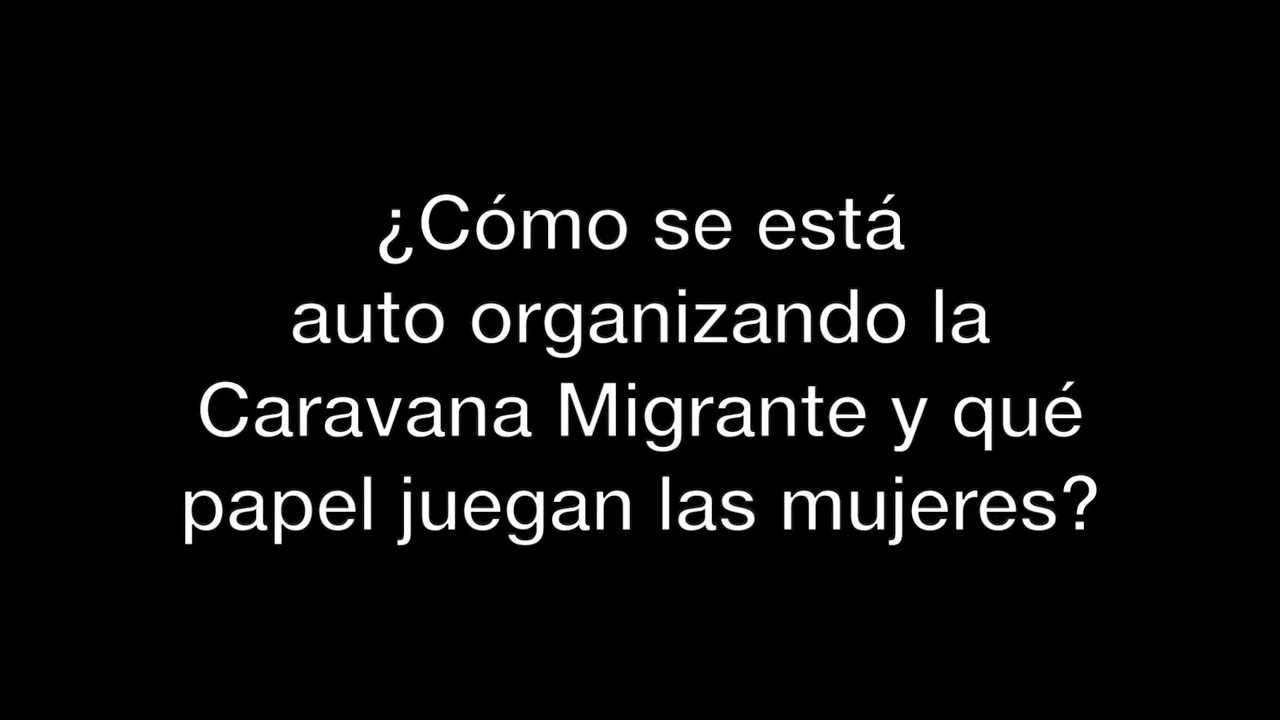 ¿Cómo se está
auto organizando la
Caravana Migrante y qué
papel juegan las mujeres?